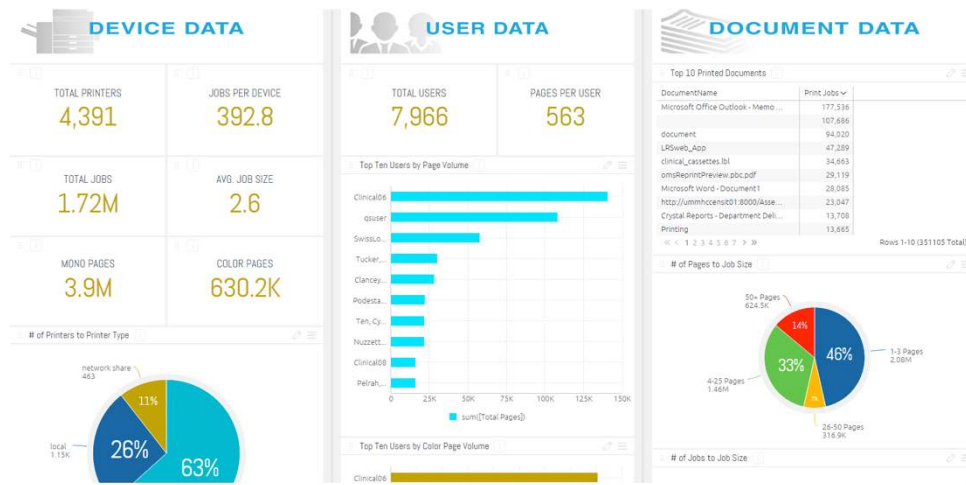 DEVICE DATA
TOTAL PRINTERS
4,391
JOBS PER DEVICE
392.8
TOTAL JOBS
1.72M
AVG. JOB SIZE
2.6
MONO PAGES
3.9M
COLOR PAGES
630.2K
# of Printers to Printer Type
network share
463
11%
local
1.15K
26%
63%
USER DATA
TOTAL USERS
7,966
PAGES PER USER
563
Top Ten Users by Page Volume
Clinical06
qsuser
SwissLo...
Tucker,...
Clancey...
Podesta...
Ten, Cy...
Nuzzett...
Clinical08
Pelrah,...
0 25K 50K 75K 100K 125K 150K
sum([Total Pages])
Top Ten Users by Color Page Volume
Clinical06
DOCUMENT DATA
Top 10 Printed Documents
DocumentName Print Jobs
Microsoft Office Outlook - Memo ... 177,536
107,686
document 94,020
LRSweb_App 47,289
clinical_cassettes.lbl 34,663
omsReprintPreview.pbc.pdf 29,119
Microsoft Word - Document1 28,085
http://ummhccensit01:8000/Asse... 23,047
Crystal Reports - Department Deli... 13,708
Printing 13,665
« < 1 2 3 4 5 6 7 > » Rows 1-10 (351105 Total)
# of Pages to Job Size
50+ Pages
624.5K
14%
46%
1-3 Pages
2.08M
33%
4-25 Pages
1.46M
26-50 Pages
316.9K
# of Jobs to Job Size